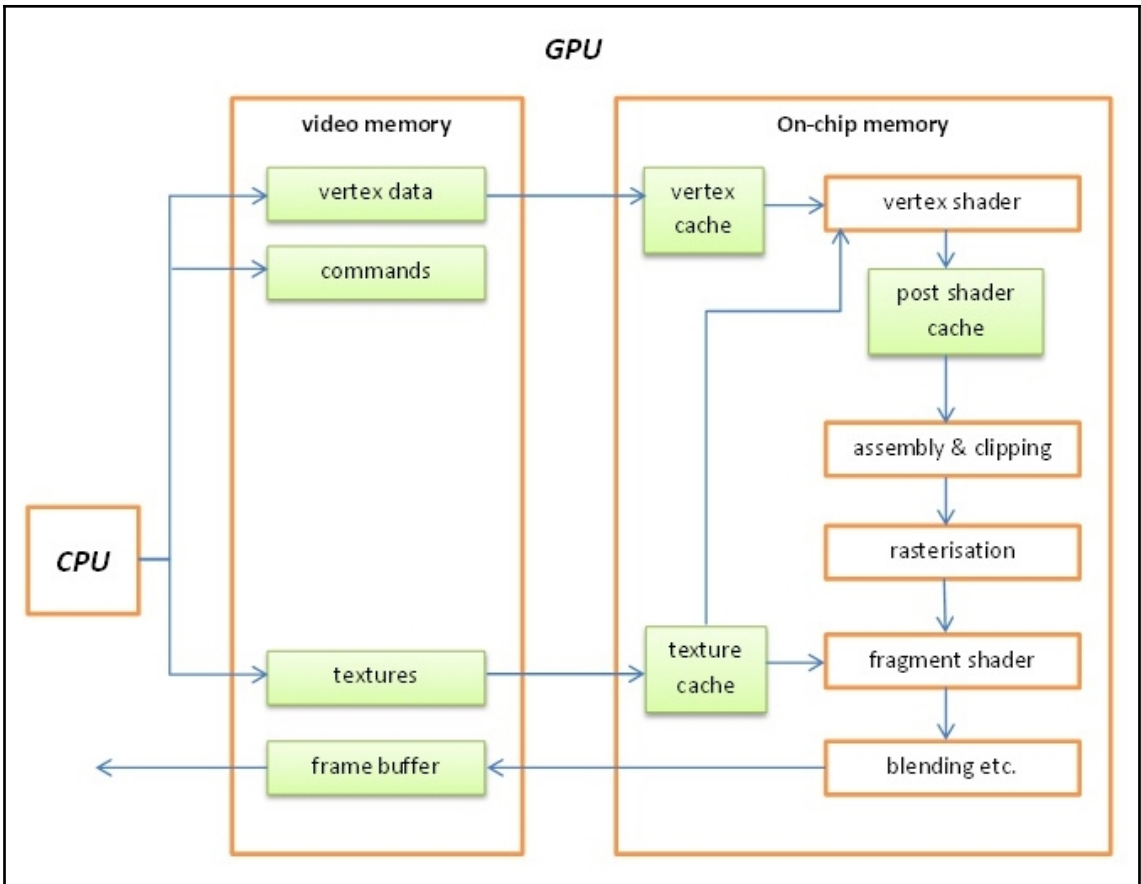 GPU
video memory
On-chip memory
vertex data
vertex
cache
vertex shader
commands
post shader
cache
assembly & clipping
CPU
rasterisation
textures
texture
cache
fragment shader
frame buffer
blending etc.